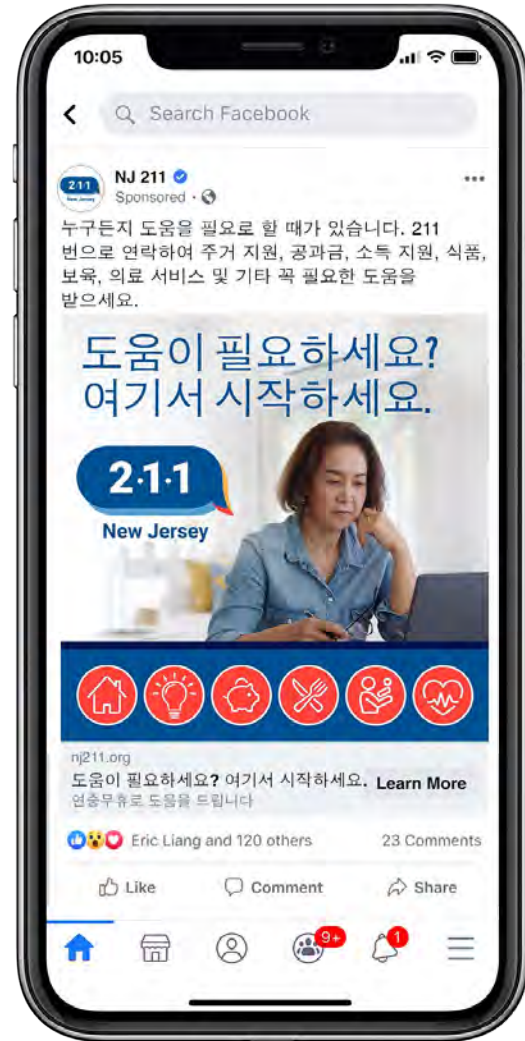 10:05
Search Facebook
211
New Jersey
NJ 211
Sponsored ·
누구든지 도움을 필요로 할 때가 있습니다. 211
번으로 연락하여 주거 지원, 공과금, 소득 지원, 식품,
보육, 의료 서비스 및 기타 꼭 필요한 도움을
받으세요.
도움이 필요하세요?
여기서 시작하세요.
2·1·1
New Jersey
nj211.org
도움이 필요하세요? 여기서 시작하세요. Learn More
연중무휴로 도움을 드립니다
Eric Liang and 120 others 23 Comments
Like Comment Share
9+ 1